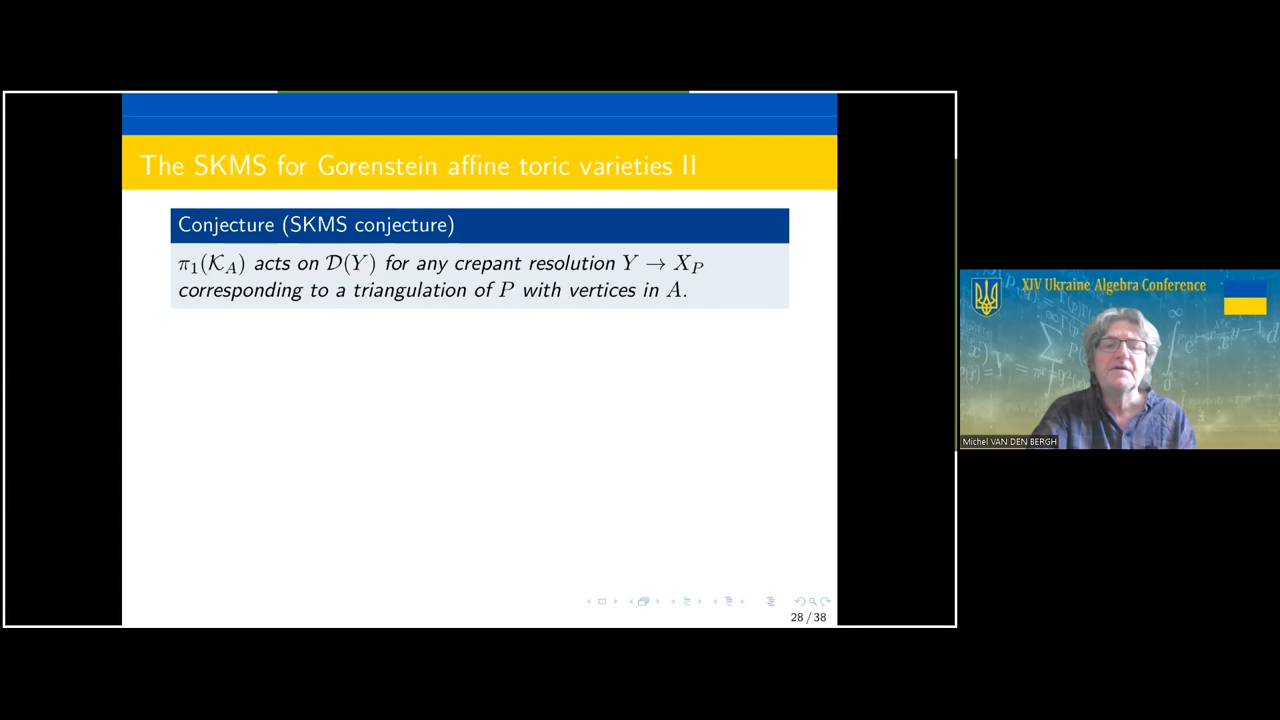 The SKMS for Gorenstein affine toric varieties II
Conjecture (SKMS conjecture)
π₁(𝒦_A) acts on 𝒟(Y) for any crepant resolution Y → X_P
corresponding to a triangulation of P with vertices in A.
28 / 38
XIV Ukraine Algebra Conference
Michel VAN DEN BERGH